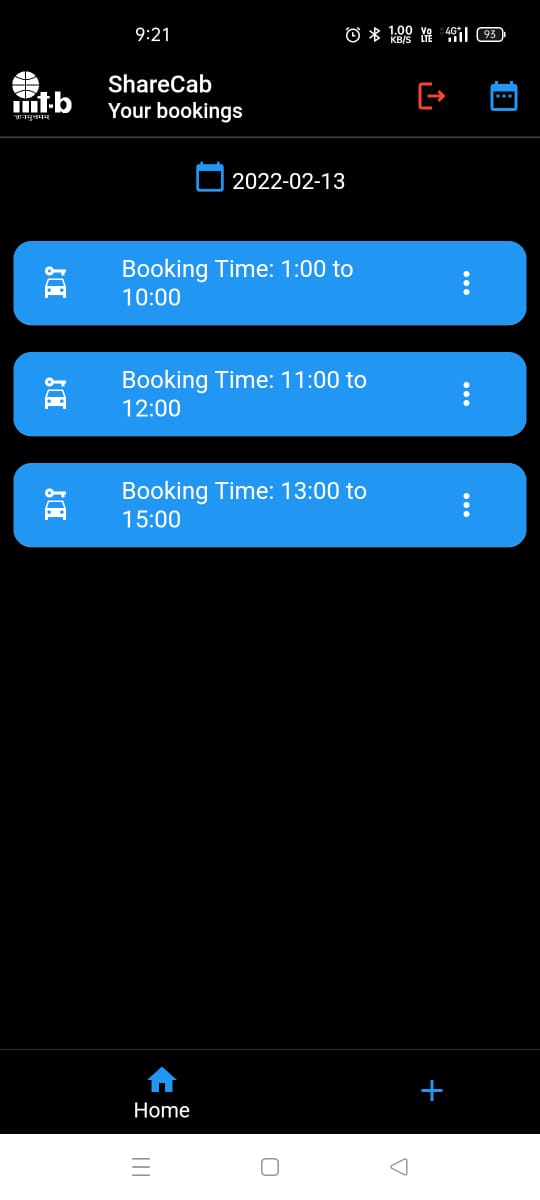 9:21
1.00
KB/S
Vo
LTE
4G+
93
ShareCab
Your bookings
iiit-b
ज्ञानमुत्तमम्
2022-02-13
Booking Time: 1:00 to
10:00
Booking Time: 11:00 to
12:00
Booking Time: 13:00 to
15:00
Home